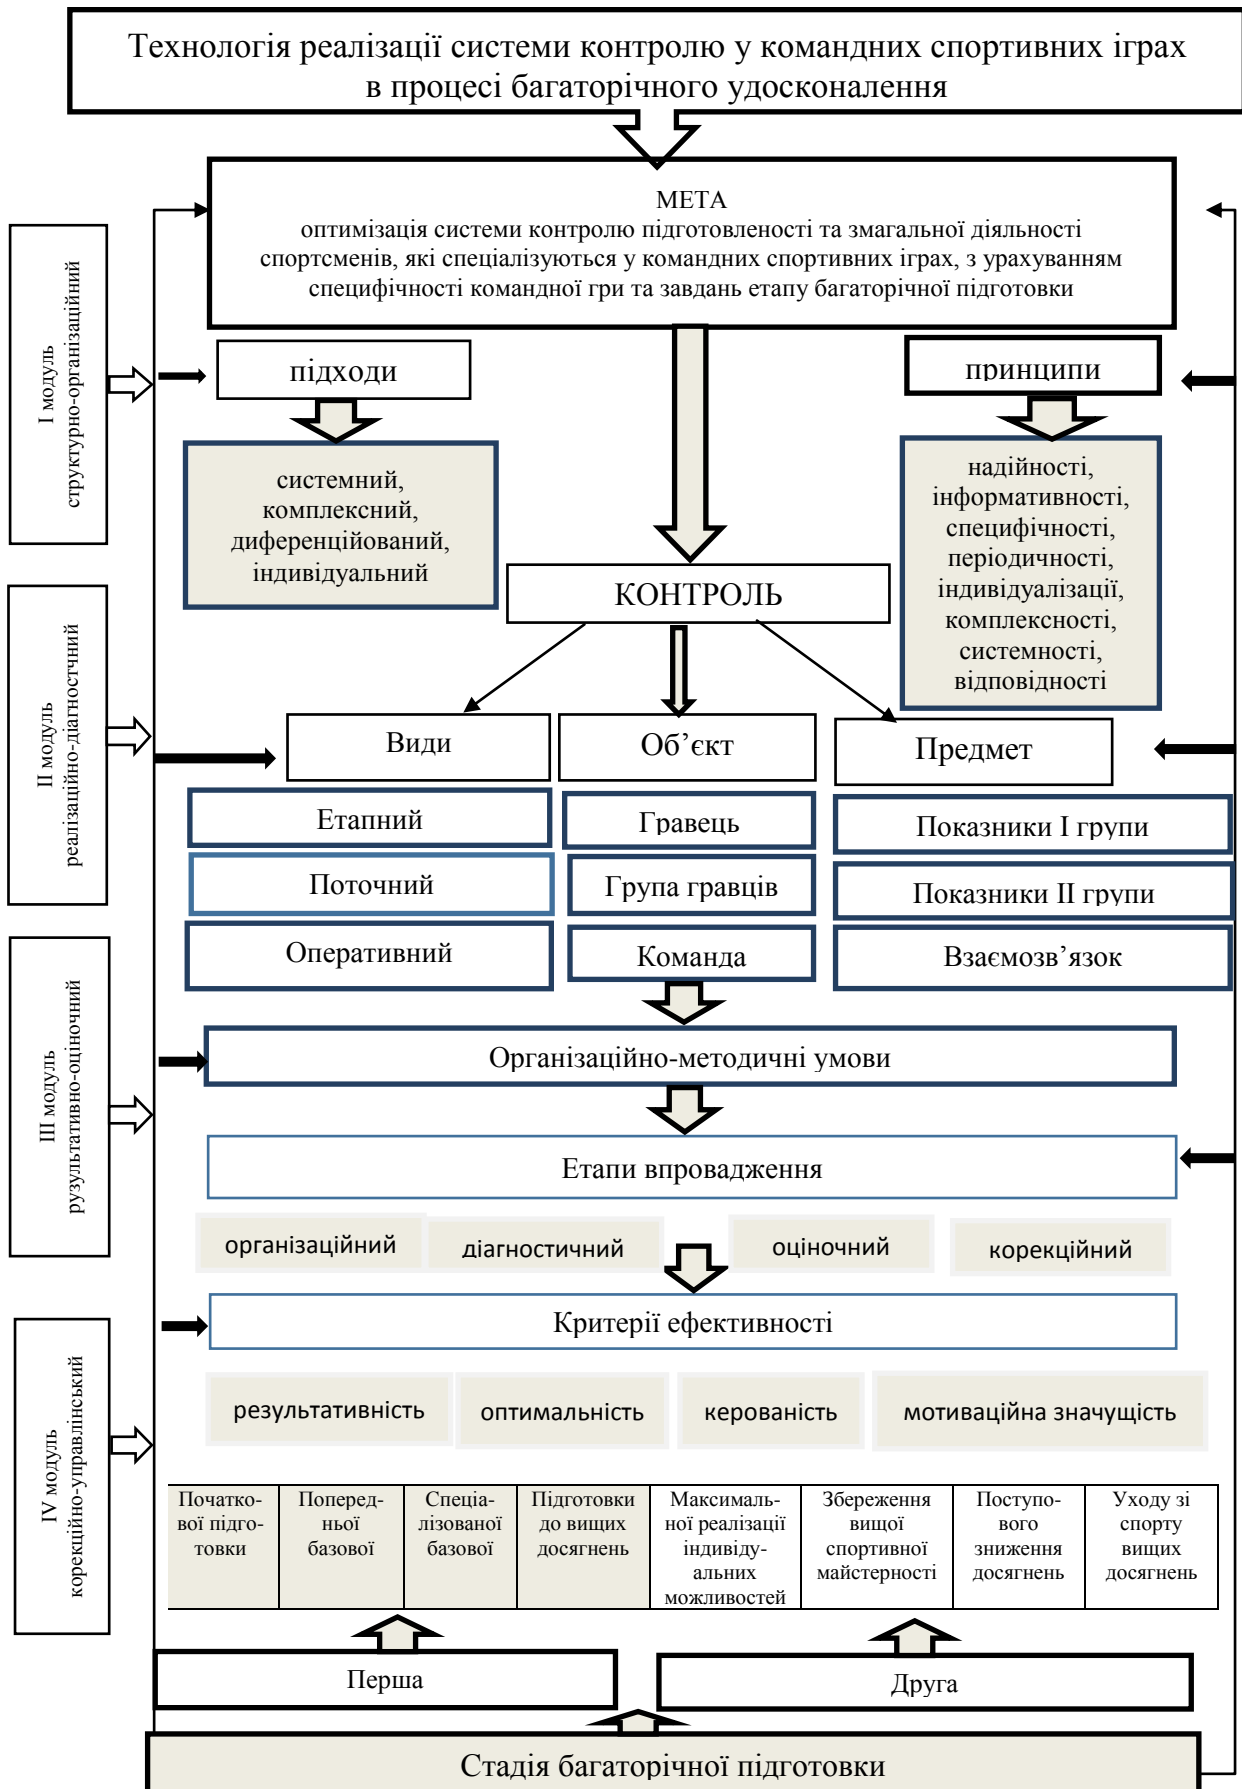 Технологія реалізації системи контролю у командних спортивних іграх
в процесі багаторічного удосконалення
МЕТА
оптимізація системи контролю підготовленості та змагальної діяльності
спортсменів, які спеціалізуються у командних спортивних іграх, з урахуванням
специфічності командної гри та завдань етапу багаторічної підготовки
І модуль
структурно-організаційний
підходи
принципи
системний,
комплексний,
диференційований,
індивідуальний
надійності,
інформативності,
специфічності,
періодичності,
індивідуалізації,
комплексності,
системності,
відповідності
КОНТРОЛЬ
ІІ модуль
реалізаційно-діагностчний
Види
Об’єкт
Предмет
Етапний
Гравець
Показники І групи
Поточний
Група гравців
Показники ІІ групи
Оперативний
Команда
Взаємозв’язок
ІІІ модуль
рузультативно-оціночний
Організаційно-методичні умови
Етапи впровадження
організаційний
діагностичний
оціночний
корекційний
IV модуль
корекційно-управлінський
Критерії ефективності
результативність
оптимальність
керованість
мотиваційна значущість
Початко-
вої підго-
товки
Поперед-
ньої
базової
Спеціа-
лізованої
базової
Підготовки
до вищих
досягнень
Максималь-
ної реалізації
індивіду-
альних
можливостей
Збереження
вищої
спортивної
майстерності
Поступо-
вого
зниження
досягнень
Уходу зі
спорту
вищих
досягнень
Перша
Друга
Стадія багаторічної підготовки